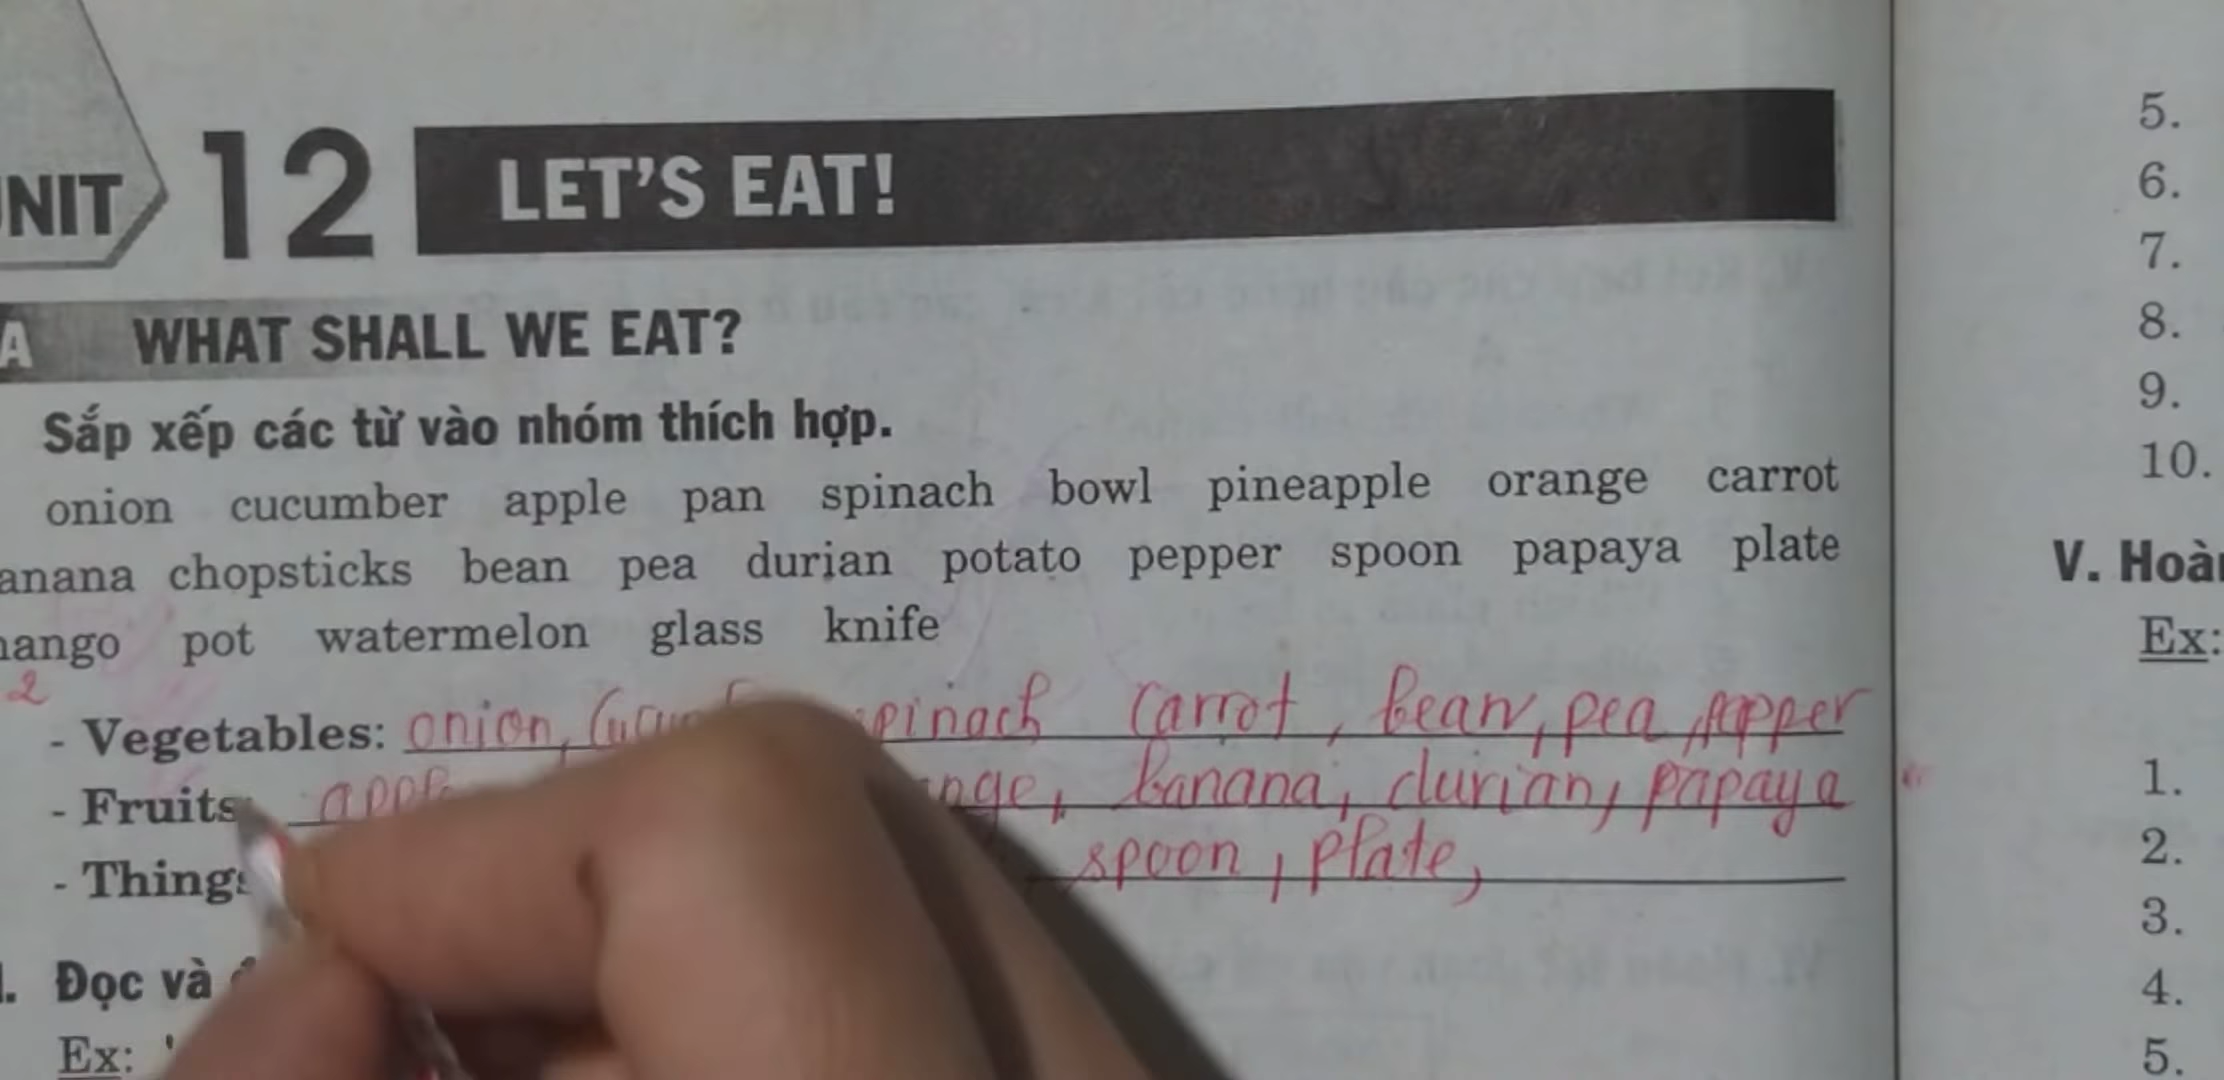 UNIT 12 LET'S EAT!
A WHAT SHALL WE EAT?
Sắp xếp các từ vào nhóm thích hợp.
onion cucumber apple pan spinach bowl pineapple orange carrot
anana chopsticks bean pea durian potato pepper spoon papaya plate
ango pot watermelon glass knife
2
- Vegetables: onion, spinach carrot, bean, pea, pepper
- Fruits: banana, durian, papaya
- Things spoon, plate,
. Đọc và
Ex:
5.
6.
7.
8.
9.
10.
V.
Ex:
1.
2.
3.
4.
5.